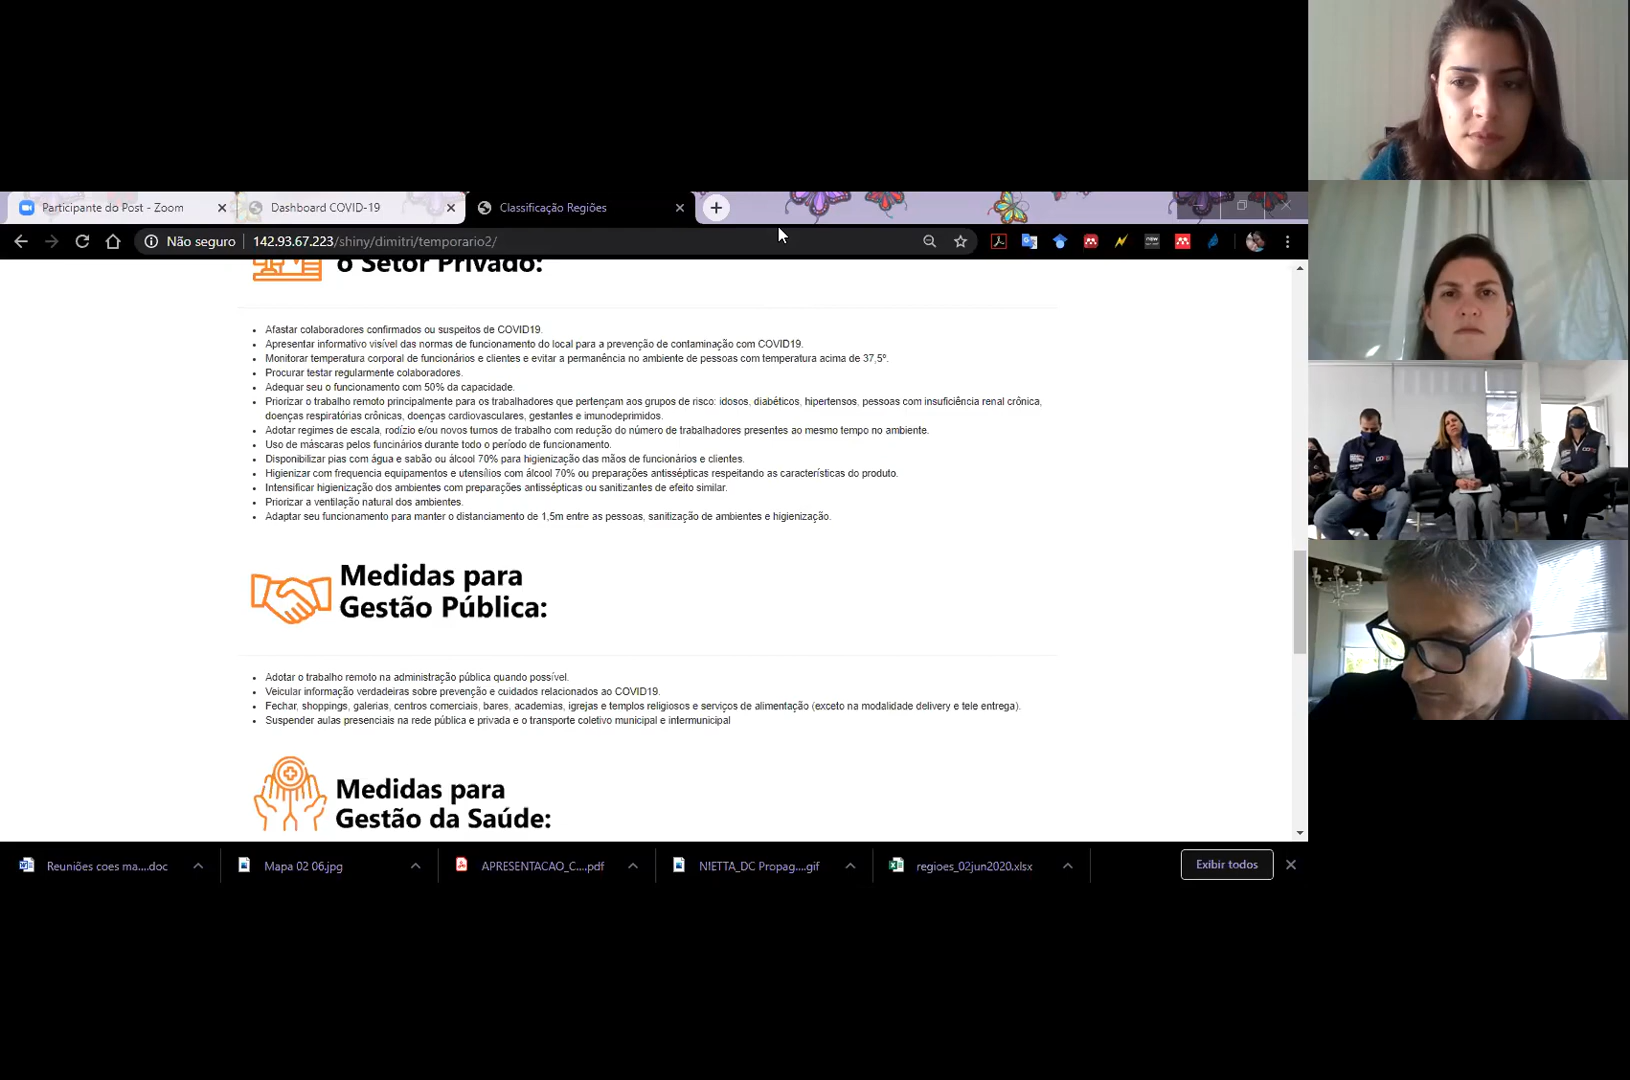 Participante do Post - Zoom
Dashboard COVID-19
Classificação Regiões
Não seguro
142.93.67.223/shiny/dimitri/temporario2/
o Setor Privado:
Afastar colaboradores confirmados ou suspeitos de COVID19.
Apresentar informativo visível das normas de funcionamento do local para a prevenção de contaminação com COVID19.
Monitorar temperatura corporal de funcionários e clientes e evitar a permanência no ambiente de pessoas com temperatura acima de 37,5º.
Procurar testar regularmente colaboradores.
Adequar seu o funcionamento com 50% da capacidade.
Priorizar o trabalho remoto principalmente para os trabalhadores que pertençam aos grupos de risco: idosos, diabéticos, hipertensos, pessoas com insuficiência renal crônica,
doenças respiratórias crônicas, doenças cardiovasculares, gestantes e imunodeprimidos.
Adotar regimes de escala, rodízio e/ou novos turnos de trabalho com redução do número de trabalhadores presentes ao mesmo tempo no ambiente.
Uso de máscaras pelos funcinários durante todo o período de funcionamento.
Disponibilizar pias com água e sabão ou álcool 70% para higienização das mãos de funcionários e clientes.
Higienizar com frequencia equipamentos e utensílios com álcool 70% ou preparações antissépticas respeitando as características do produto.
Intensificar higienização dos ambientes com preparações antissépticas ou sanitizantes de efeito similar.
Priorizar a ventilação natural dos ambientes.
Adaptar seu funcionamento para manter o distanciamento de 1,5m entre as pessoas, sanitização de ambientes e higienização.
Medidas para
Gestão Pública:
Adotar o trabalho remoto na administração pública quando possível.
Veicular informação verdadeiras sobre prevenção e cuidados relacionados ao COVID19.
Fechar, shoppings, galerias, centros comerciais, bares, academias, igrejas e templos religiosos e serviços de alimentação (exceto na modalidade delivery e tele entrega).
Suspender aulas presenciais na rede pública e privada e o transporte coletivo municipal e intermunicipal
Medidas para
Gestão da Saúde:
Reuniões coes ma....doc
Mapa 02 06.jpg
APRESENTACAO_C....pdf
NIETTA_DC Propag....gif
regioes_02jun2020.xlsx
Exibir todos